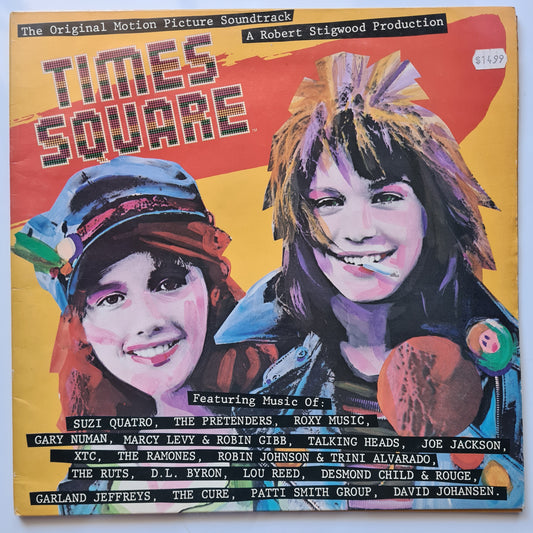 The Original Motion Picture Soundtrack
A Robert Stigwood Production
$14.99
TIMES
SQUARE™
Featuring Music Of:
SUZI QUATRO, THE PRETENDERS, ROXY MUSIC,
GARY NUMAN, MARCY LEVY & ROBIN GIBB, TALKING HEADS, JOE JACKSON,
XTC, THE RAMONES, ROBIN JOHNSON & TRINI ALVARADO,
THE RUTS, D.L. BYRON, LOU REED, DESMOND CHILD & ROUGE,
GARLAND JEFFREYS, THE CURE, PATTI SMITH GROUP, DAVID JOHANSEN.